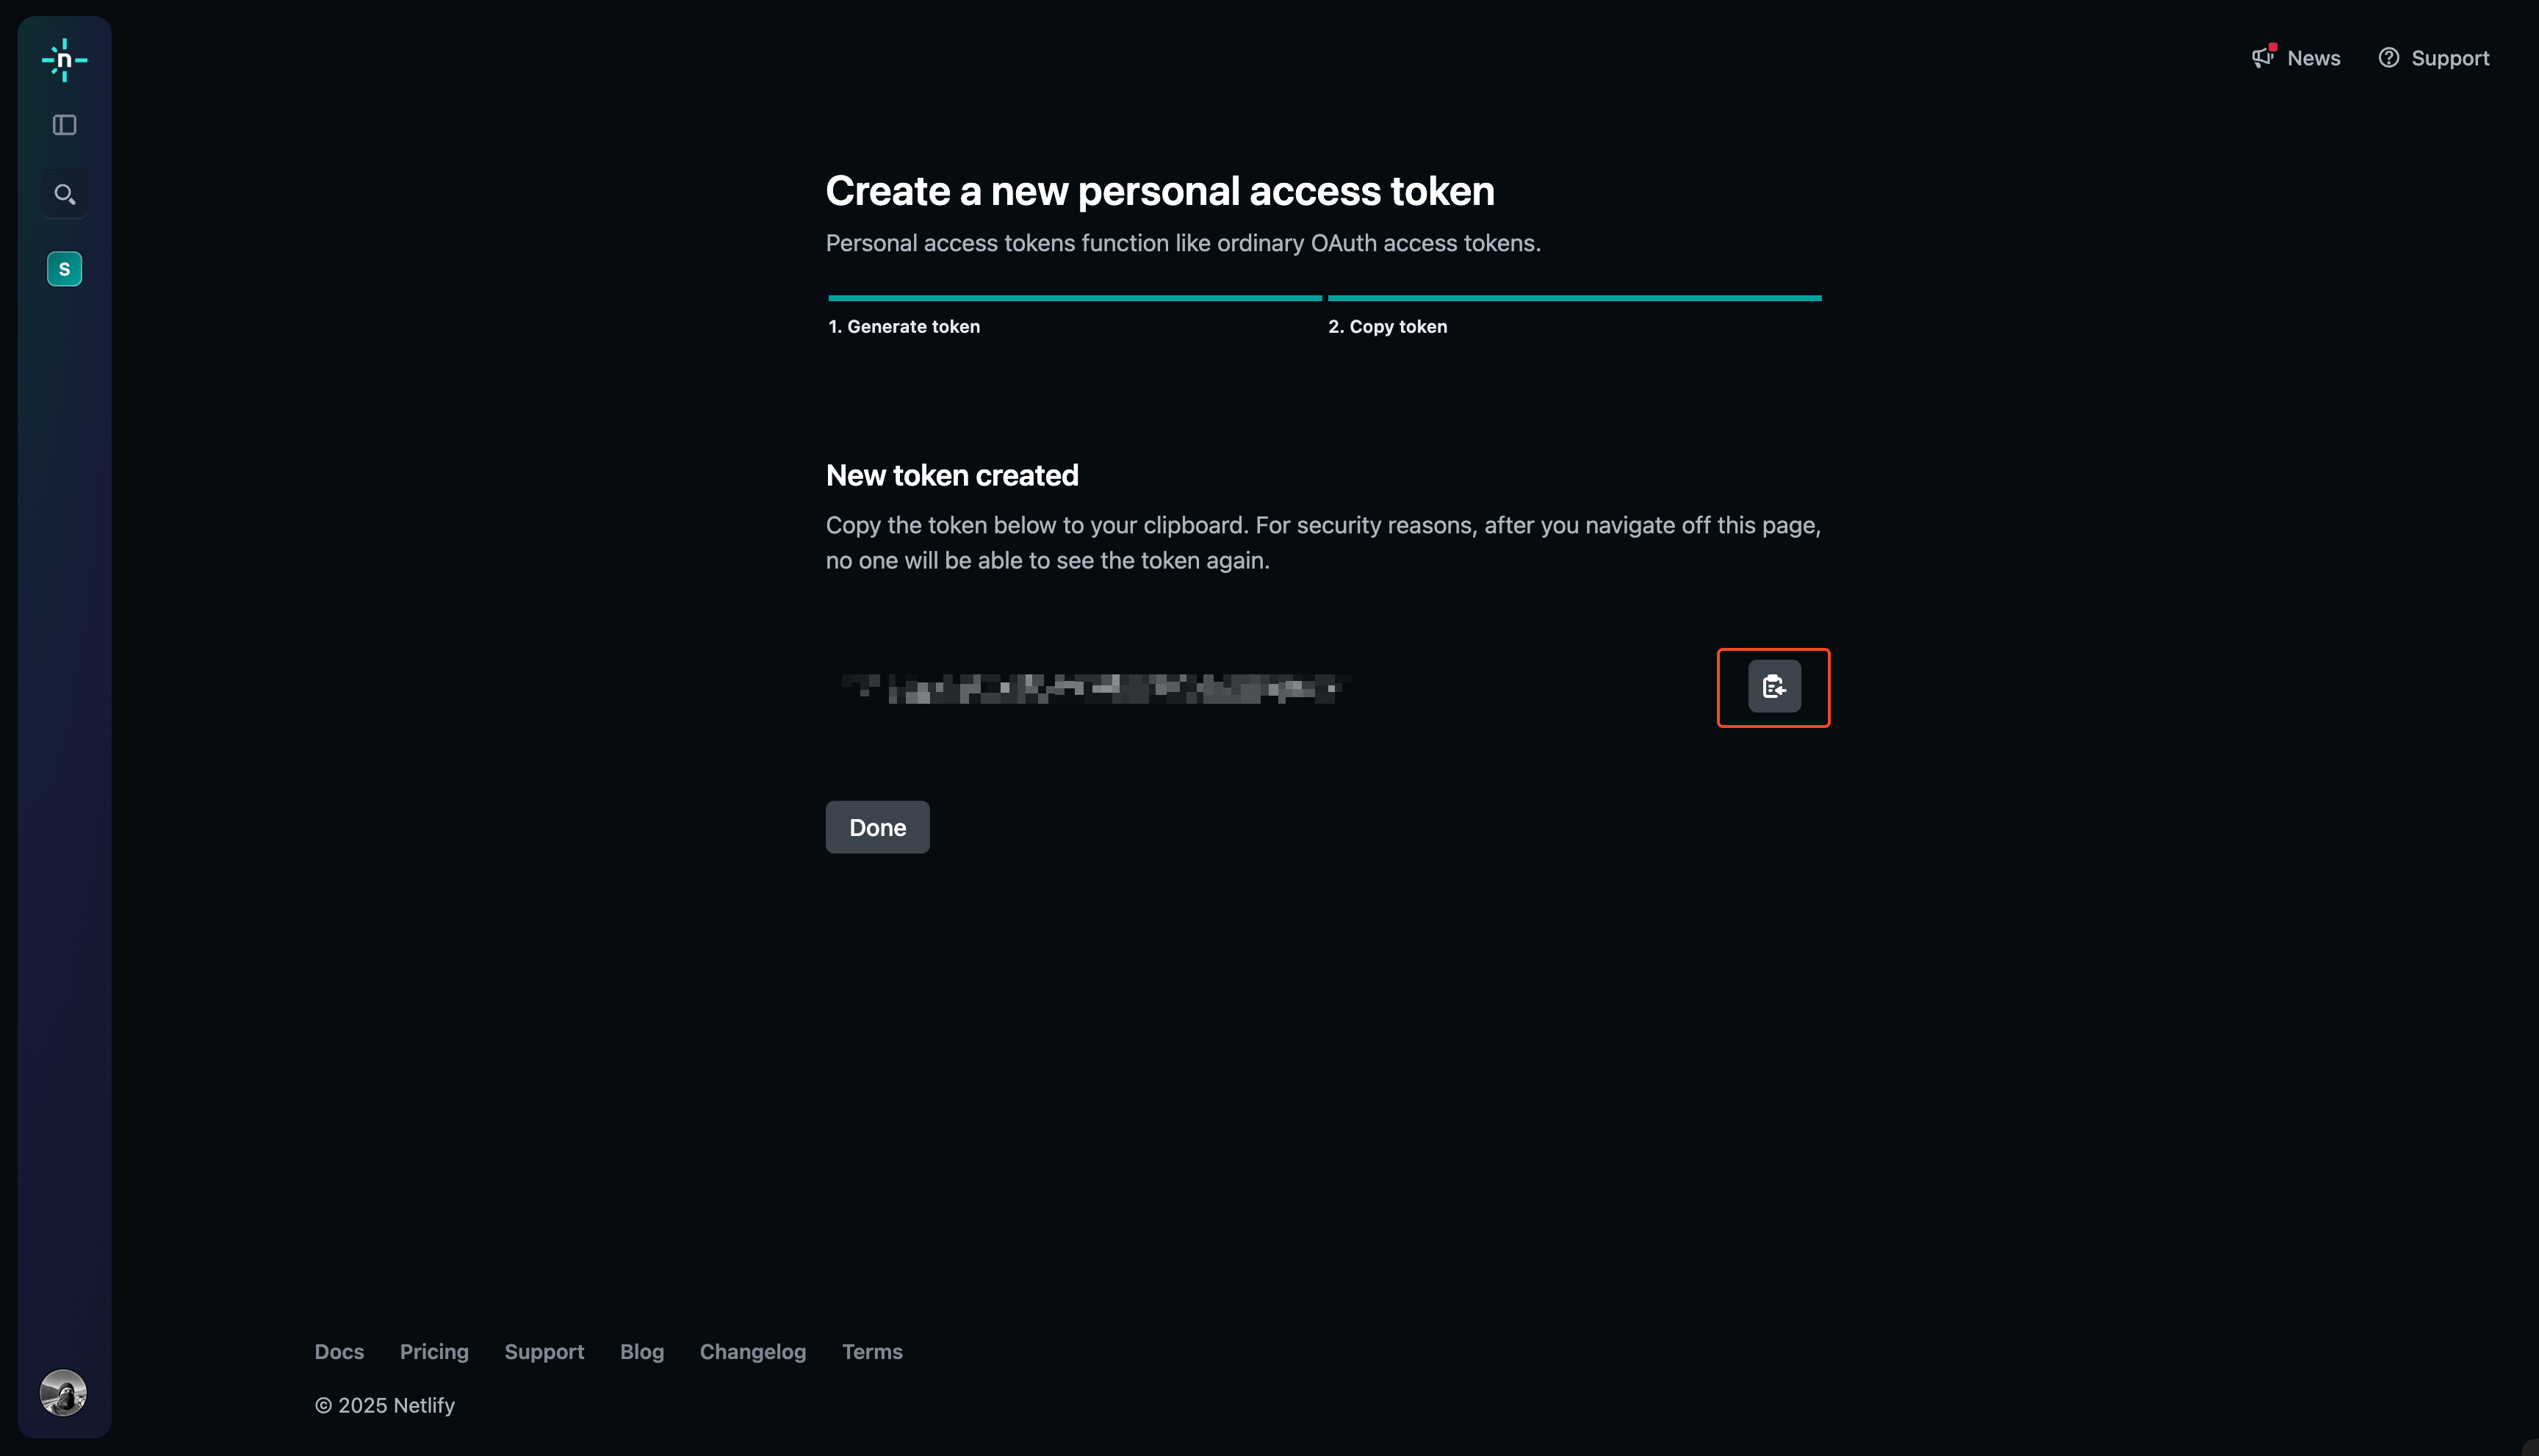 n
News
Support
S
Create a new personal access token
Personal access tokens function like ordinary OAuth access tokens.
1. Generate token
2. Copy token
New token created
Copy the token below to your clipboard. For security reasons, after you navigate off this page,
no one will be able to see the token again.
Done
Docs Pricing Support Blog Changelog Terms
© 2025 Netlify